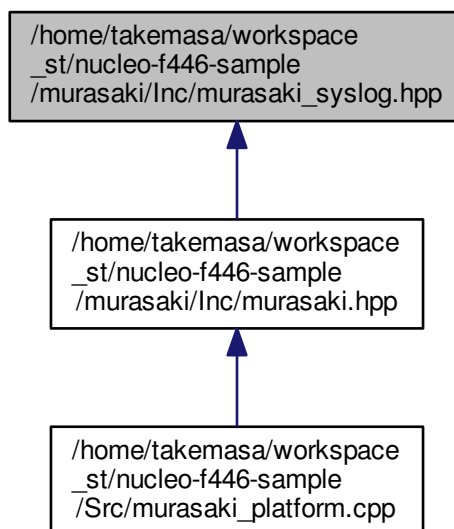 /home/takemasa/workspace
_st/nucleo-f446-sample
/murasaki/Inc/murasaki_syslog.hpp
/home/takemasa/workspace
_st/nucleo-f446-sample
/murasaki/Inc/murasaki.hpp
/home/takemasa/workspace
_st/nucleo-f446-sample
/Src/murasaki_platform.cpp